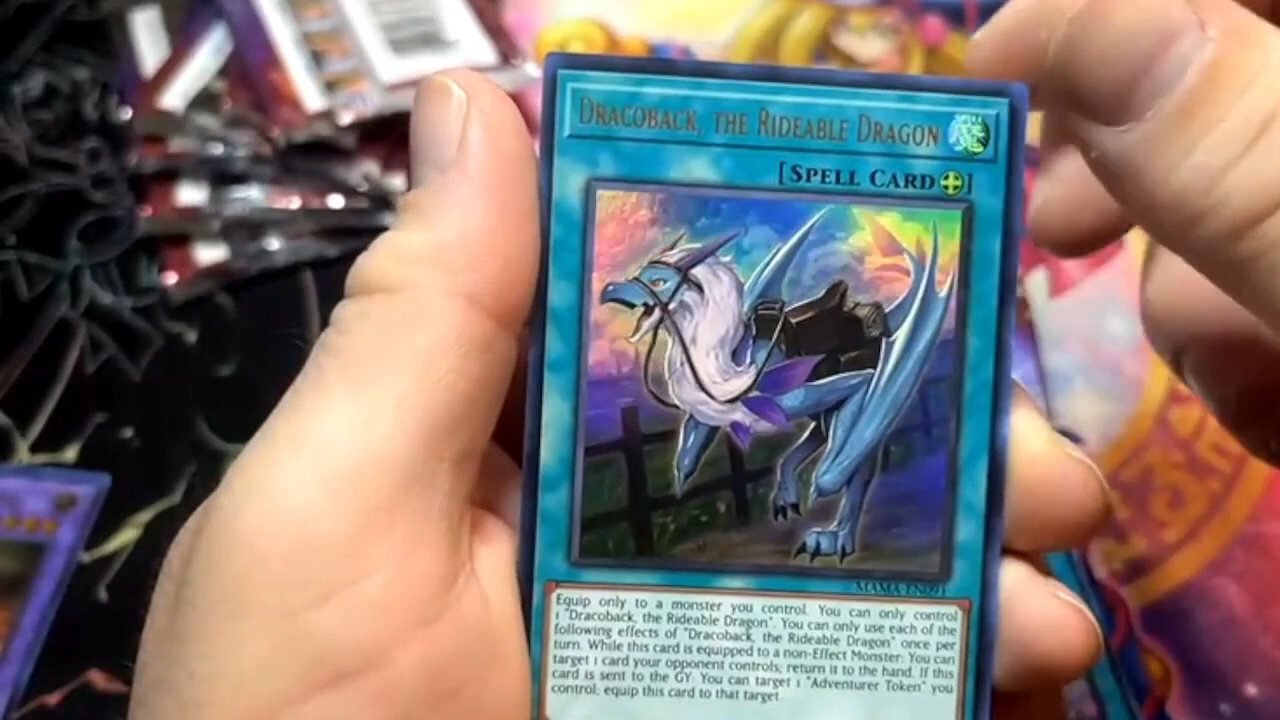 DRACOBACK, THE RIDEABLE DRAGON
[SPELL CARD]
MAMA-EN091
Equip only to a monster you control. You can only control
1 "Dracoback, the Rideable Dragon". You can only use each of the
following effects of "Dracoback, the Rideable Dragon" once per
turn. While this card is equipped to a non-Effect Monster: You can
target 1 card your opponent controls; return it to the hand. If this
card is sent to the GY: You can target 1 "Adventurer Token" you
control; equip this card to that target.